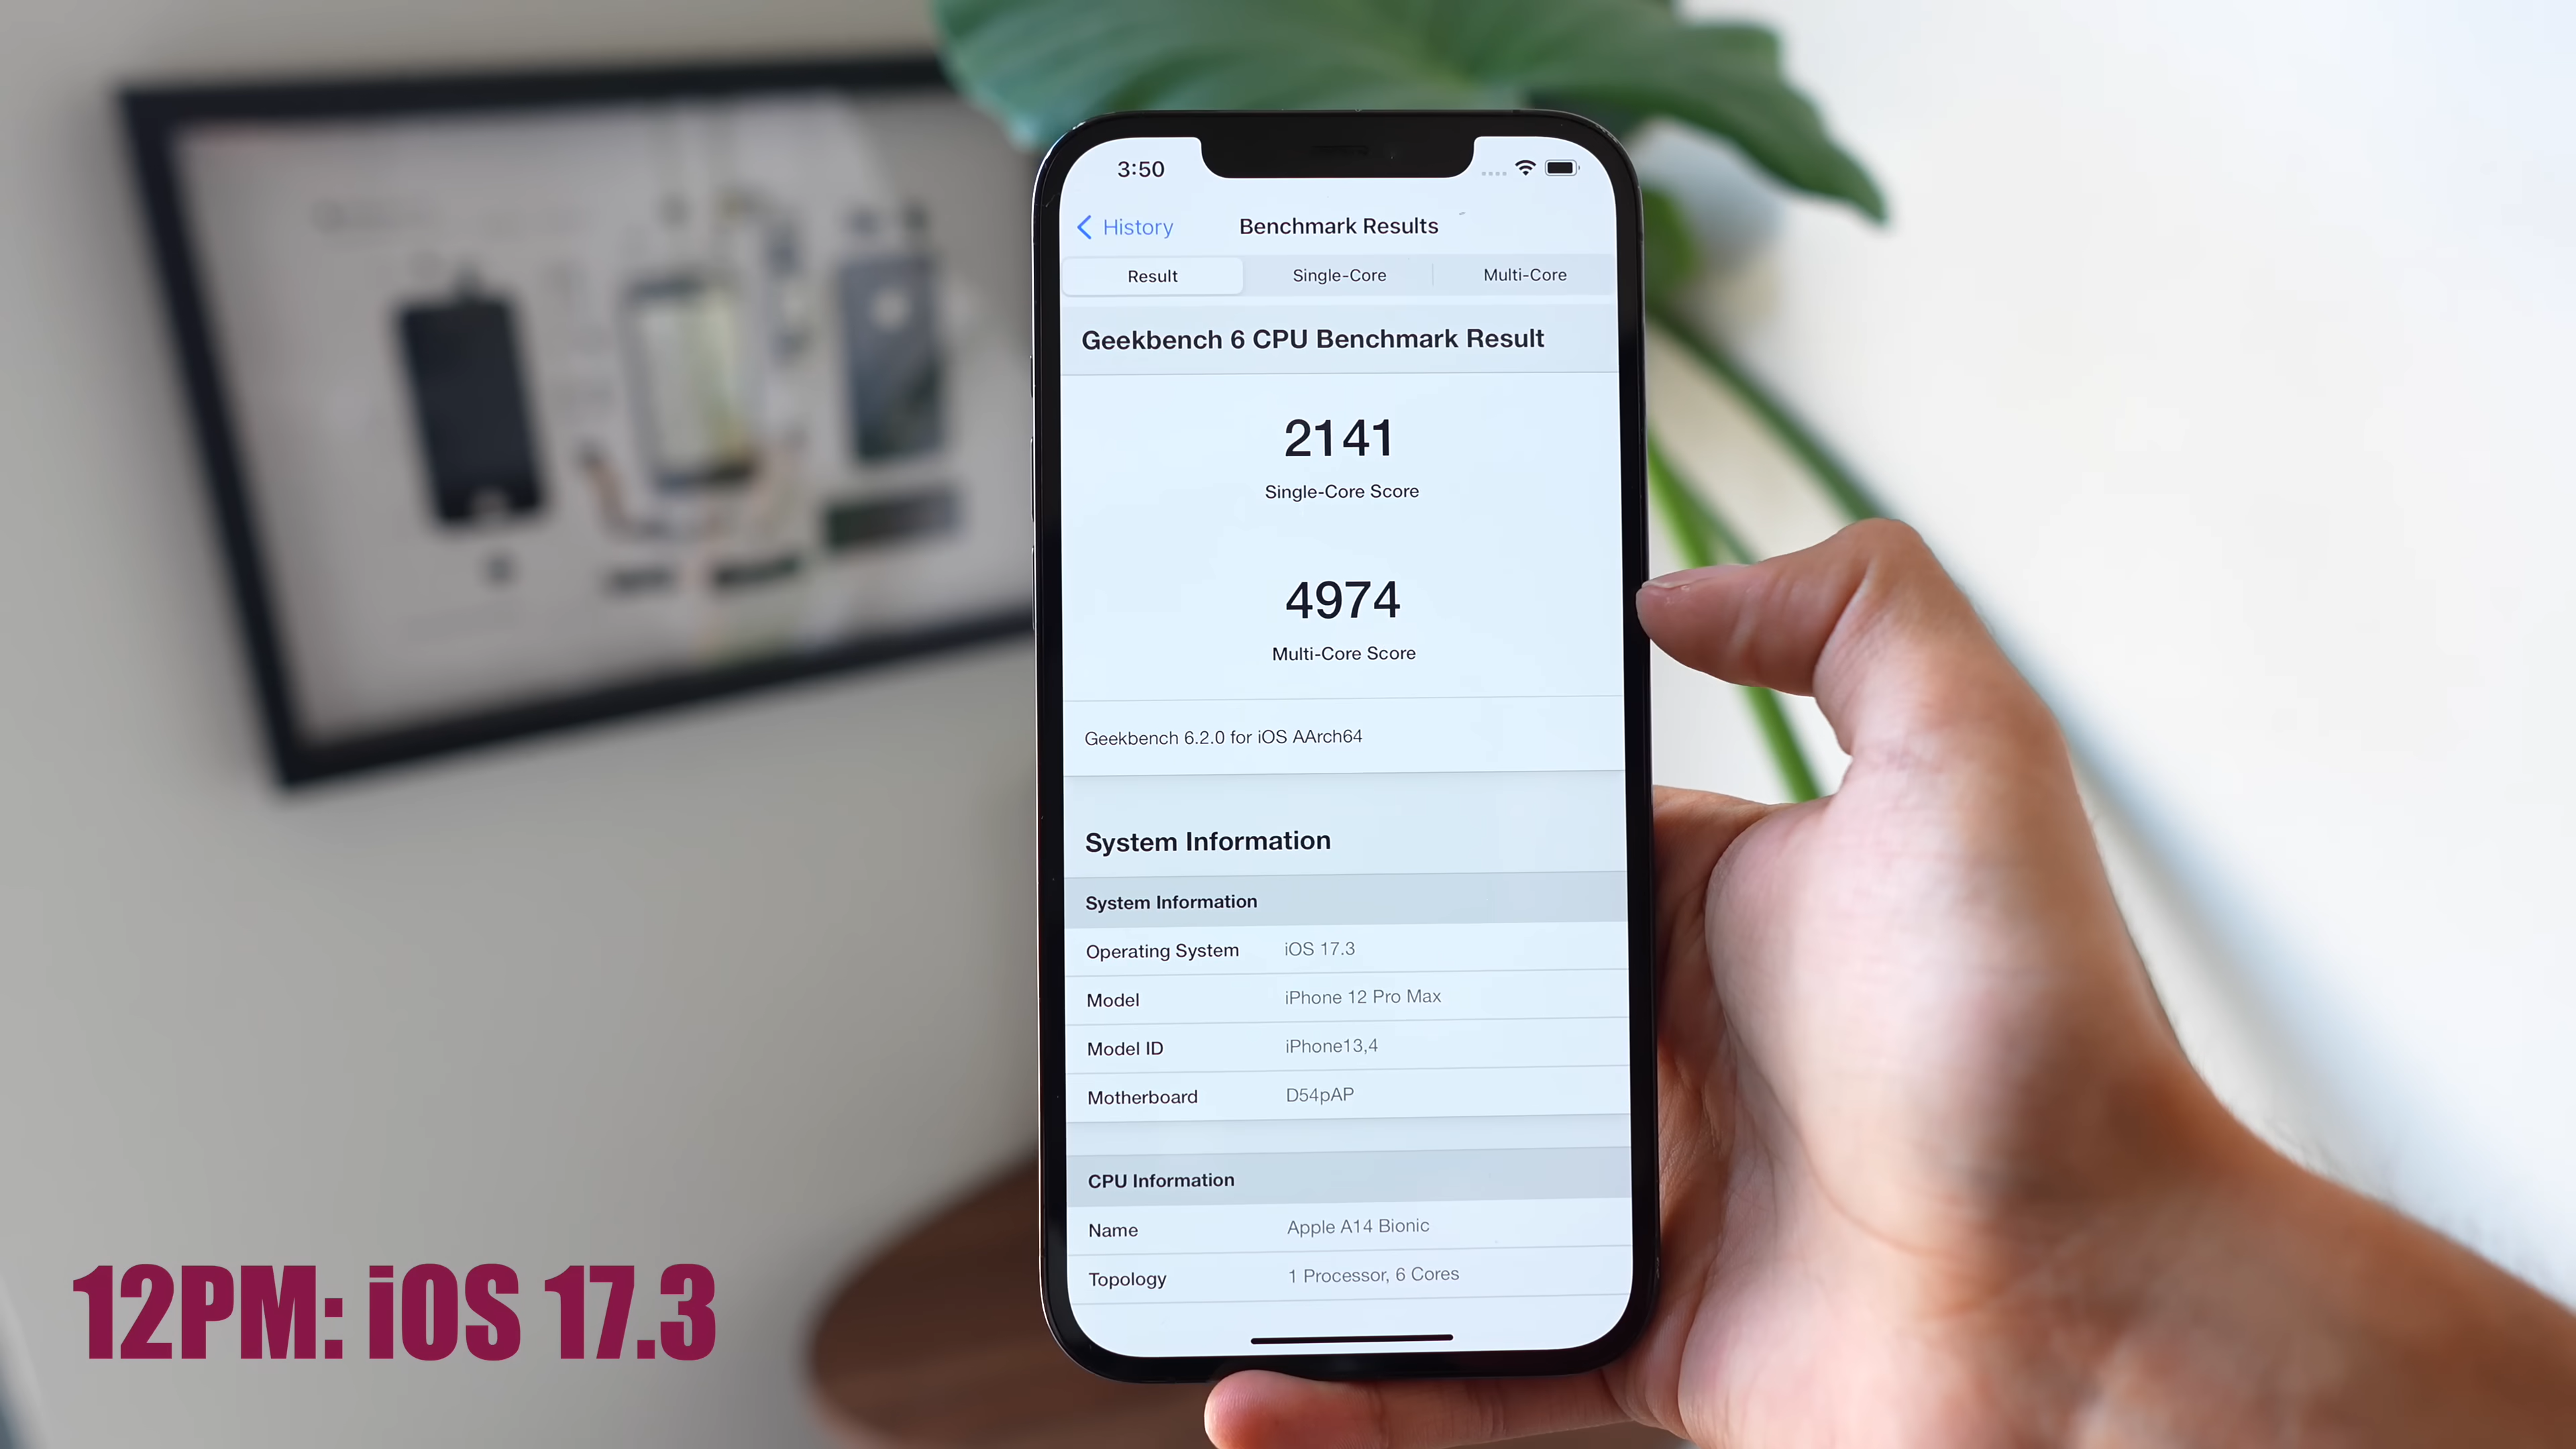 3:50
History
Benchmark Results
Result
Single-Core
Multi-Core
Geekbench 6 CPU Benchmark Result
2141
Single-Core Score
4974
Multi-Core Score
Geekbench 6.2.0 for iOS AArch64
System Information
System Information
Operating System iOS 17.3
Model iPhone 12 Pro Max
Model ID iPhone13,4
Motherboard D54pAP
CPU Information
Name Apple A14 Bionic
Topology 1 Processor, 6 Cores
12PM: iOS 17.3